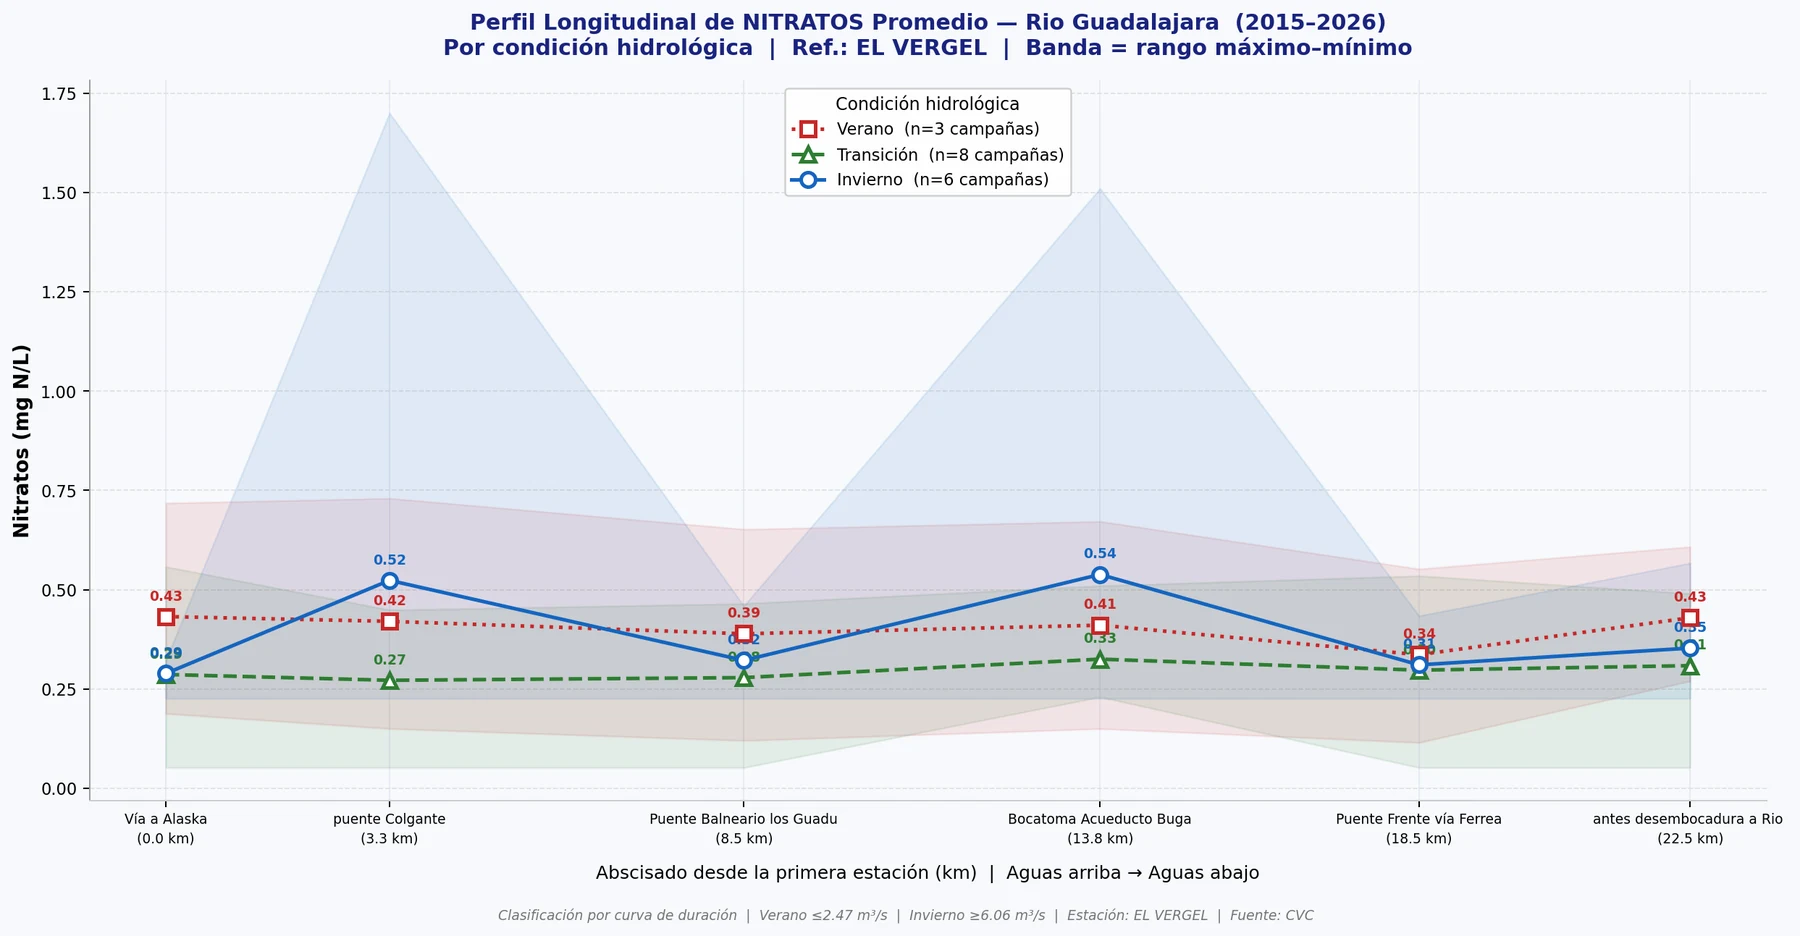 Perfil Longitudinal de NITRATOS Promedio — Rio Guadalajara (2015–2026)
Por condición hidrológica | Ref.: EL VERGEL | Banda = rango máximo–mínimo
Condición hidrológica
Verano (n=3 campañas)
Transición (n=8 campañas)
Invierno (n=6 campañas)
Nitratos (mg N/L)
1.75
1.50
1.25
1.00
0.75
0.50
0.25
0.00
0.43
0.29
0.52
0.42
0.27
0.39
0.54
0.41
0.33
0.34
0.43
0.35
Vía a Alaska
(0.0 km)
puente Colgante
(3.3 km)
Puente Balneario los Guadu
(8.5 km)
Bocatoma Acueducto Buga
(13.8 km)
Puente Frente vía Ferrea
(18.5 km)
antes desembocadura a Rio
(22.5 km)
Abscisado desde la primera estación (km) | Aguas arriba → Aguas abajo
Clasificación por curva de duración | Verano ≤2.47 m³/s | Invierno ≥6.06 m³/s | Estación: EL VERGEL | Fuente: CVC